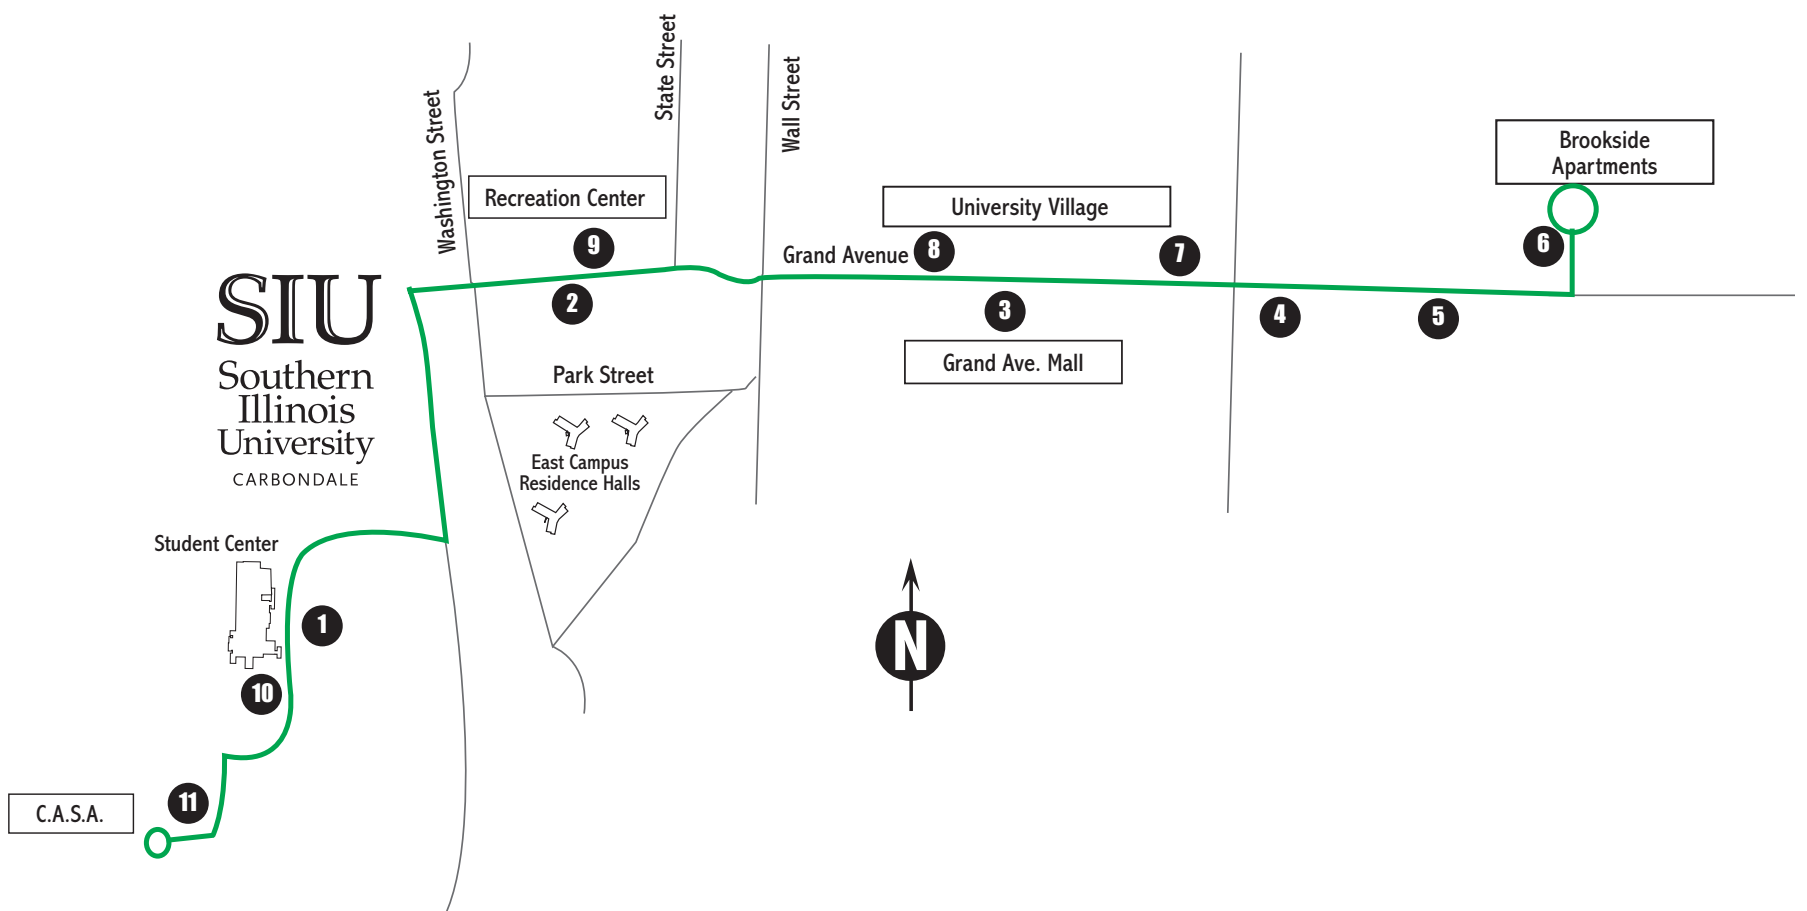 State Street
Wall Street
Washington Street
Brookside
Apartments
Recreation Center
University Village
9
Grand Avenue
8
7
6
SIU
Southern
Illinois
University
CARBONDALE
2
3
4
5
Grand Ave. Mall
Park Street
East Campus
Residence Halls
Student Center
1
N
10
11
C.A.S.A.